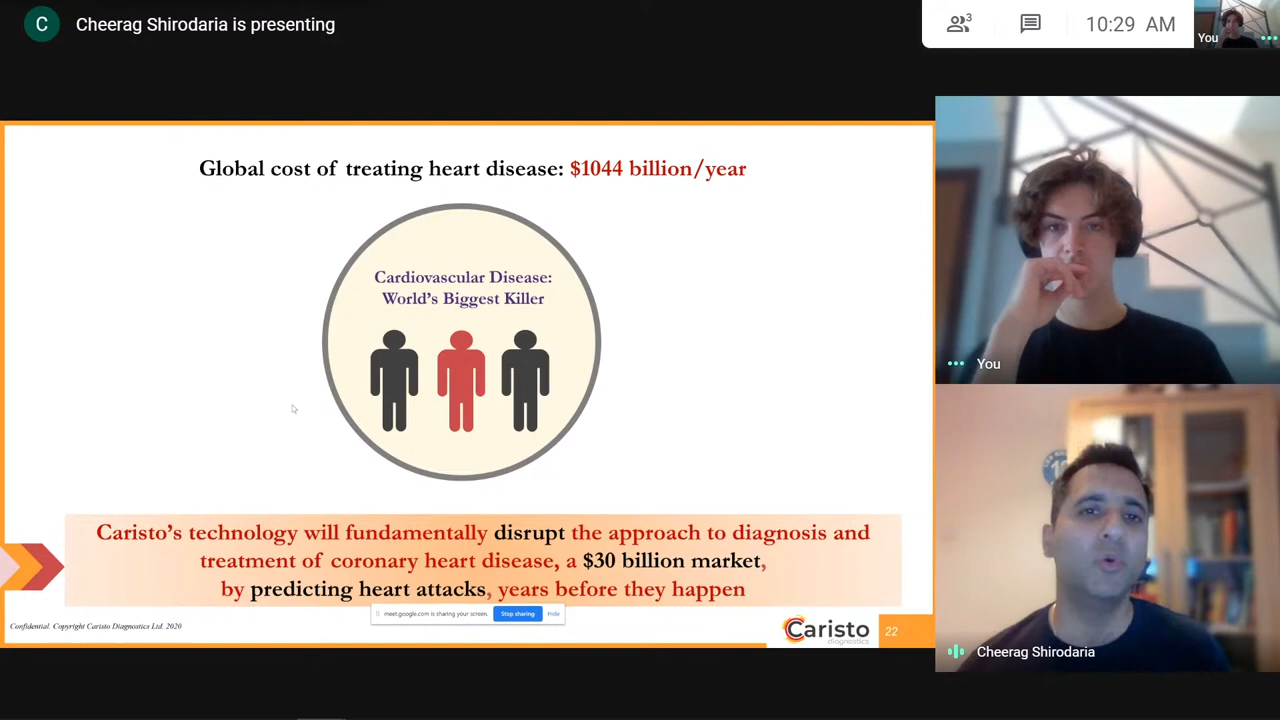 C
Cheerag Shirodaria is presenting
3
10:29 AM
You
Global cost of treating heart disease: $1044 billion/year
Cardiovascular Disease:
World's Biggest Killer
You
Caristo's technology will fundamentally disrupt the approach to diagnosis and
treatment of coronary heart disease, a $30 billion market,
by predicting heart attacks, years before they happen
meet.google.com is sharing your screen.
Stop sharing
Hide
Confidential. Copyright Caristo Diagnostics Ltd. 2020
Caristo
diagnostics
22
Cheerag Shirodaria